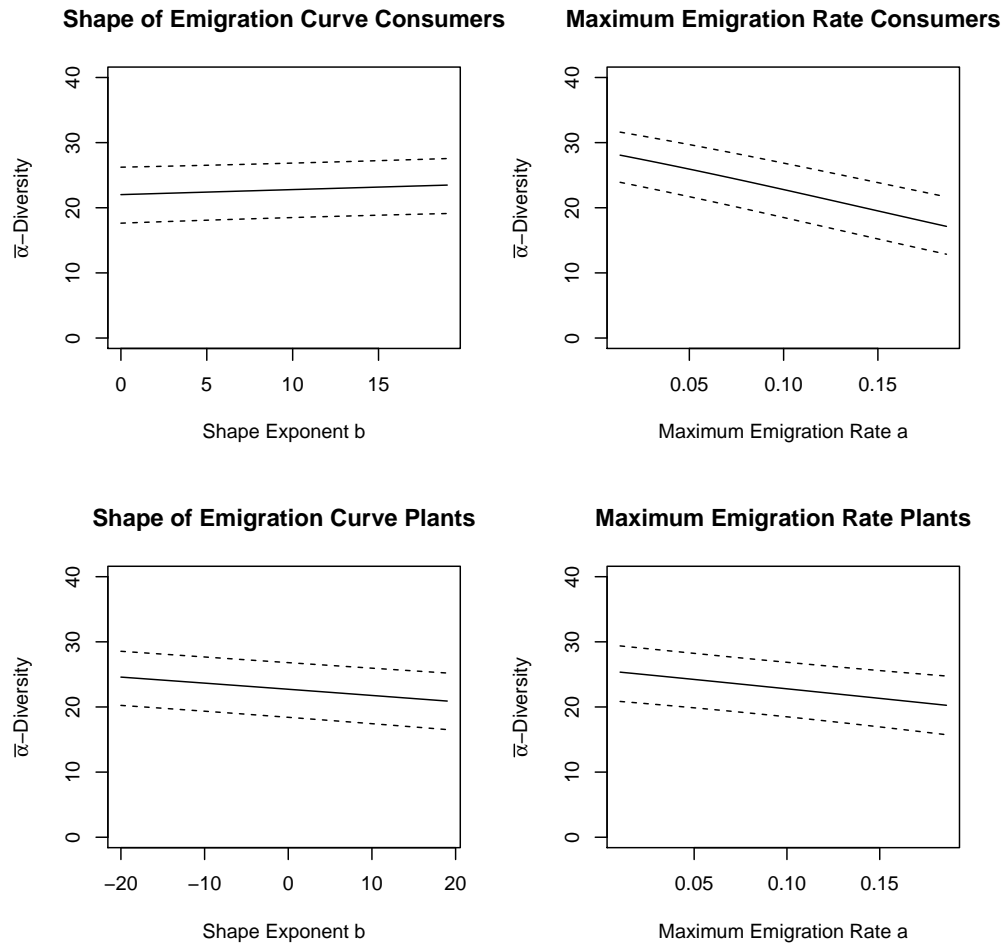 Shape of Emigration Curve Consumers
40
30
20
10
0
ᾱ−Diversity
0 5 10 15
Shape Exponent b
Maximum Emigration Rate Consumers
40
30
20
10
0
ᾱ−Diversity
0.05 0.10 0.15
Maximum Emigration Rate a
Shape of Emigration Curve Plants
40
30
20
10
0
ᾱ−Diversity
−20 −10 0 10 20
Shape Exponent b
Maximum Emigration Rate Plants
40
30
20
10
0
ᾱ−Diversity
0.05 0.10 0.15
Maximum Emigration Rate a